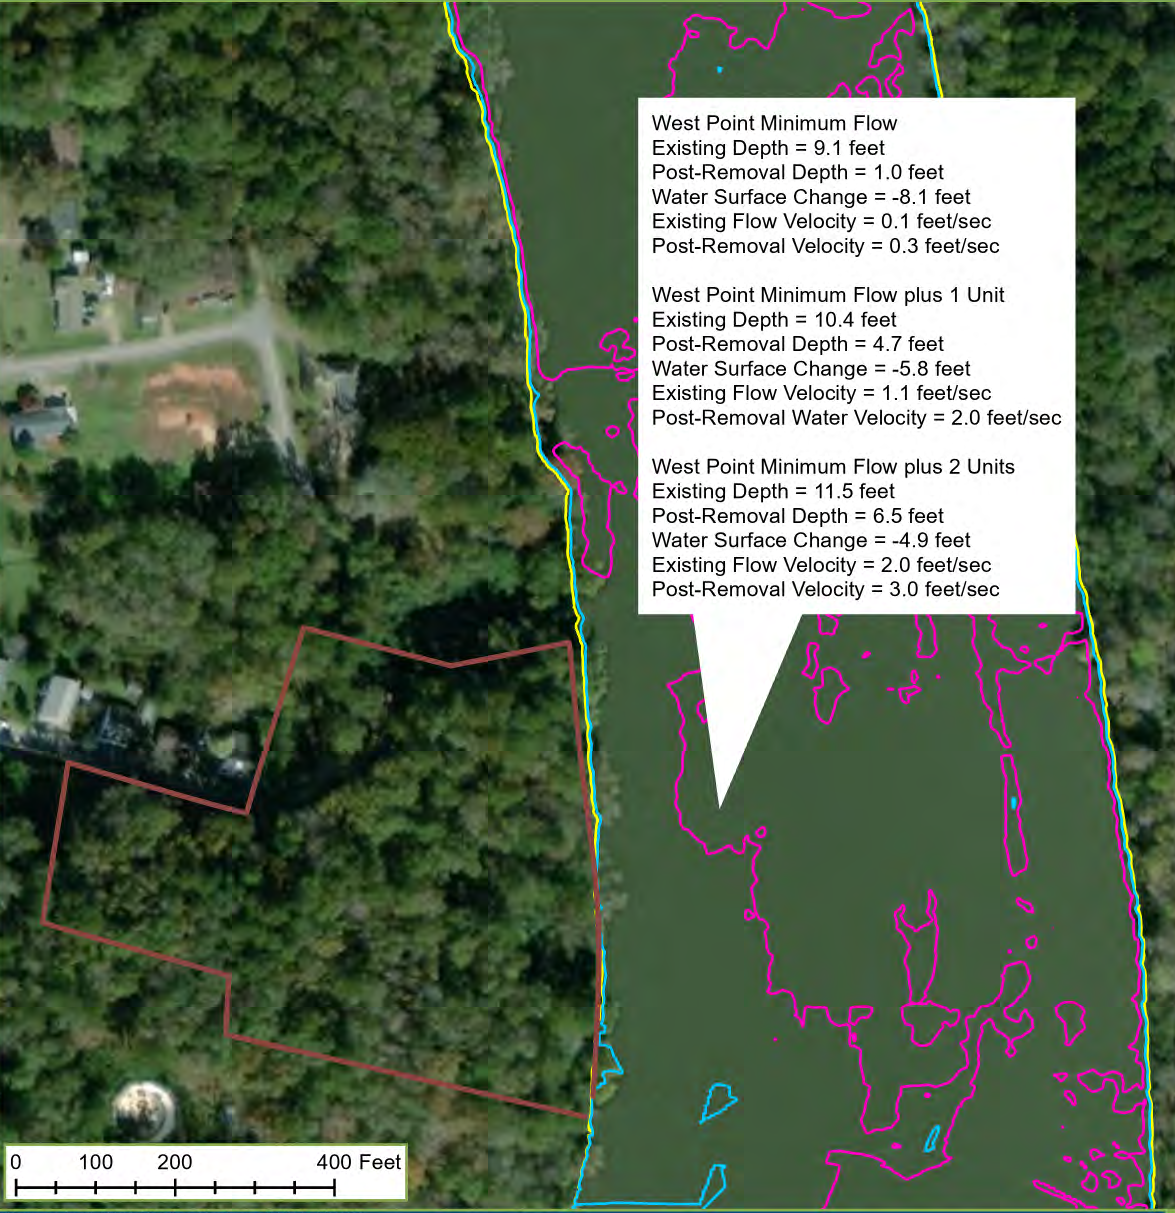 West Point Minimum Flow
Existing Depth = 9.1 feet
Post-Removal Depth = 1.0 feet
Water Surface Change = -8.1 feet
Existing Flow Velocity = 0.1 feet/sec
Post-Removal Velocity = 0.3 feet/sec
West Point Minimum Flow plus 1 Unit
Existing Depth = 10.4 feet
Post-Removal Depth = 4.7 feet
Water Surface Change = -5.8 feet
Existing Flow Velocity = 1.1 feet/sec
Post-Removal Water Velocity = 2.0 feet/sec
West Point Minimum Flow plus 2 Units
Existing Depth = 11.5 feet
Post-Removal Depth = 6.5 feet
Water Surface Change = -4.9 feet
Existing Flow Velocity = 2.0 feet/sec
Post-Removal Velocity = 3.0 feet/sec
0 100 200 400 Feet